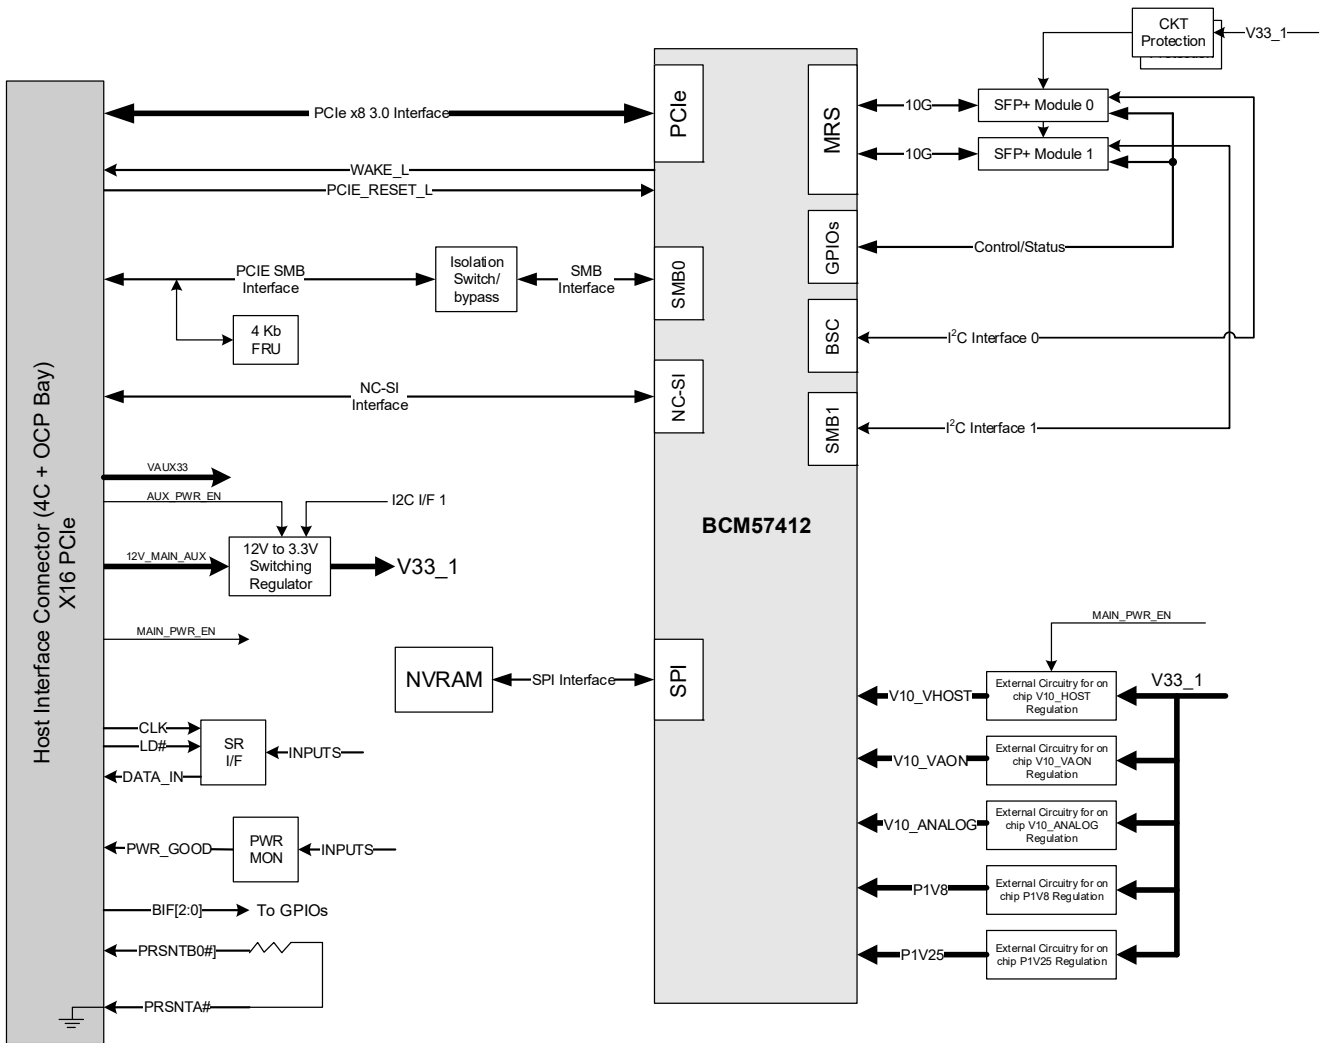 CKT
Protection
V33_1
Host Interface Connector (4C + OCP Bay)
X16 PCIe
PCIe x8 3.0 Interface
PCIe
WAKE_L
PCIE_RESET_L
MRS
10G
SFP+ Module 0
10G
SFP+ Module 1
GPIOs
Control/Status
PCIE SMB
Interface
Isolation
Switch/
bypass
SMB
Interface
SMB0
4 Kb
FRU
BSC
I²C Interface 0
NC-SI
Interface
NC-SI
SMB1
I²C Interface 1
VAUX33
AUX_PWR_EN
I2C I/F 1
12V_MAIN_AUX
12V to 3.3V
Switching
Regulator
V33_1
BCM57412
MAIN_PWR_EN
NVRAM
SPI Interface
SPI
MAIN_PWR_EN
V33_1
V10_VHOST
External Circuitry for on
chip V10_HOST
Regulation
V10_VAON
External Circuitry for on
chip V10_VAON
Regulation
V10_ANALOG
External Circuitry for on
chip V10_ANALOG
Regulation
P1V8
External Circuitry for on
chip P1V8 Regulation
P1V25
External Circuitry for on
chip P1V25 Regulation
CLK
LD#
DATA_IN
SR
I/F
INPUTS
PWR_GOOD
PWR
MON
INPUTS
BIF[2:0]
To GPIOs
PRSNTB0#]
PRSNTA#